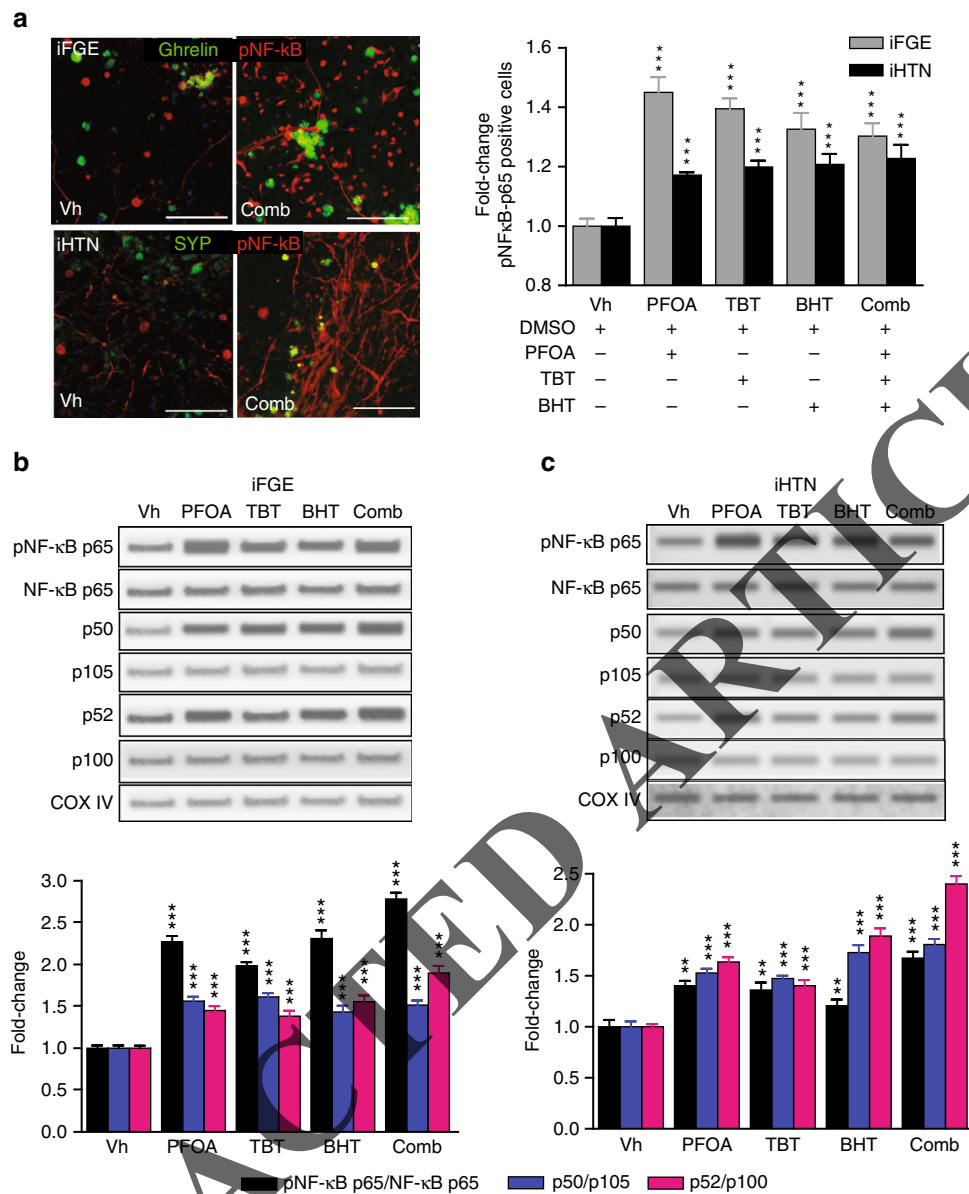 a
iFGE Ghrelin pNF-kB
Vh Comb
iHTN SYP pNF-kB
Vh Comb
Fold-change
pNFκB-p65 positive cells
1.6
1.4
1.2
1.0
0.8
iFGE
iHTN
*** *** *** *** *** *** *** ***
Vh PFOA TBT BHT Comb
DMSO + + + + +
PFOA – + – – +
TBT – – + – +
BHT – – – + +
b
iFGE
Vh PFOA TBT BHT Comb
pNF-κB p65
NF-κB p65
p50
p105
p52
p100
COX IV
c
iHTN
Vh PFOA TBT BHT Comb
pNF-κB p65
NF-κB p65
p50
p105
p52
p100
COX IV
Fold-change
3.0
2.5
2.0
1.5
1.0
0.5
0
*** *** *** *** *** *** *** *** *** *** *** ***
Vh PFOA TBT BHT Comb
Fold-change
2.5
2.0
1.5
1.0
0.5
0
** *** *** ** *** *** ** *** *** *** *** ***
Vh PFOA TBT BHT Comb
pNF-κB p65/NF-κB p65 p50/p105 p52/p100
ACTED ARTICL